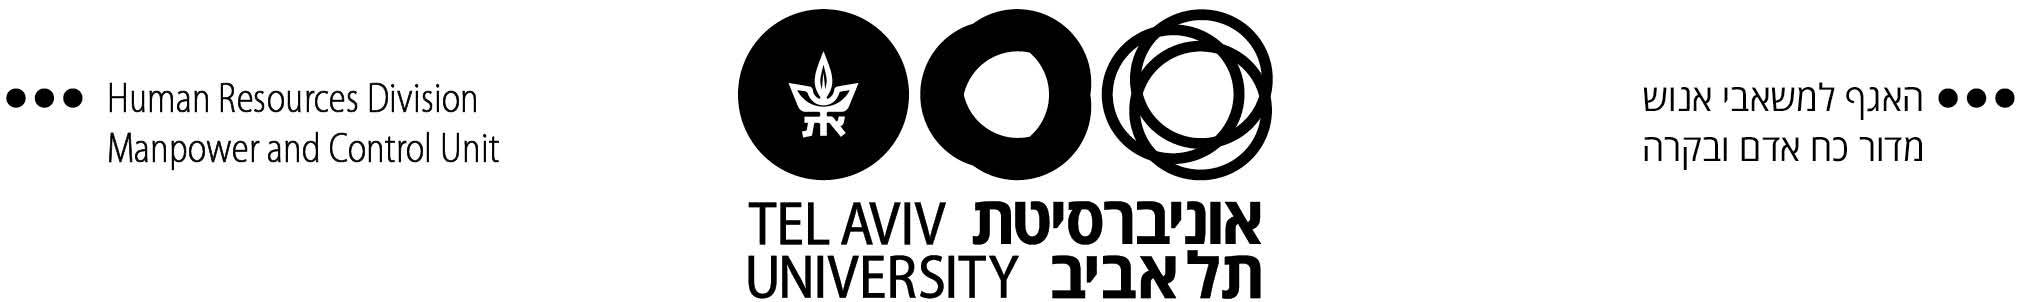 Human Resources Division
Manpower and Control Unit
את
TEL AVIV אוניברסיטת
UNIVERSITY תל אביב
האגף למשאבי אנוש
מדור כח אדם ובקרה